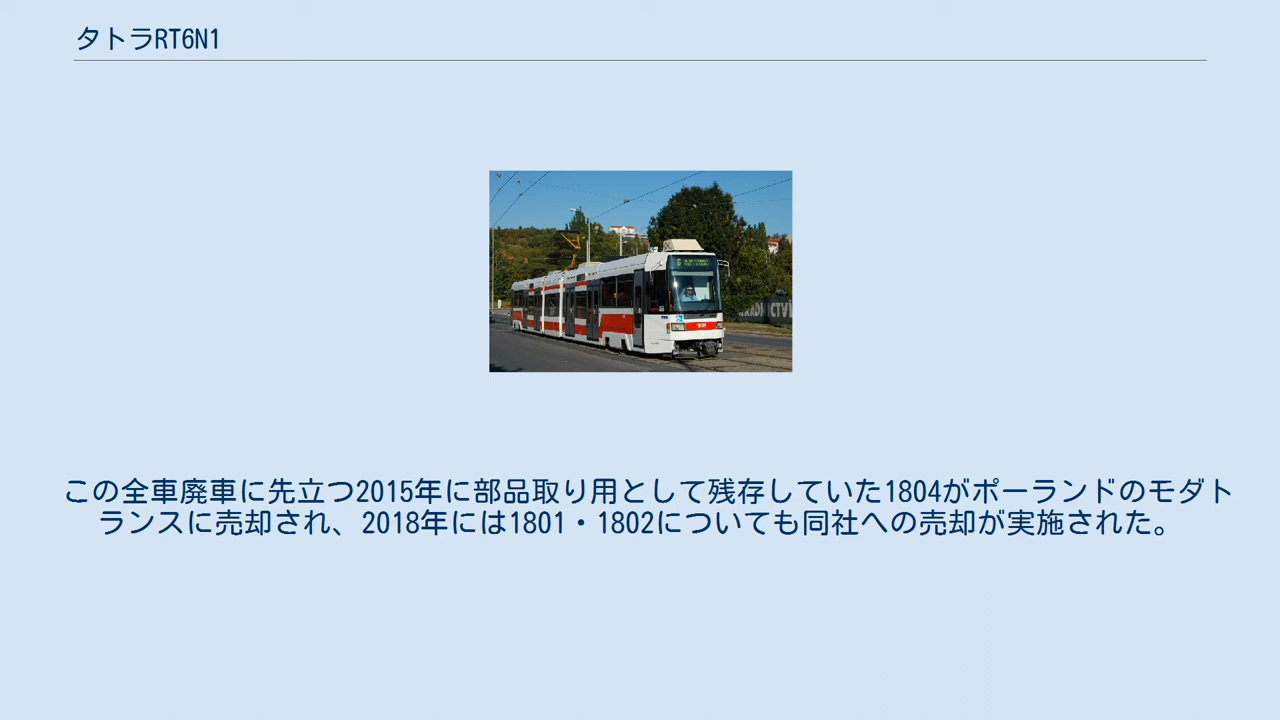 タトラRT6N1
1801
この全車廃車に先立つ2015年に部品取り用として残存していた1804がポーランドのモダト
ランスに売却され、2018年には1801・1802についても同社への売却が実施された。